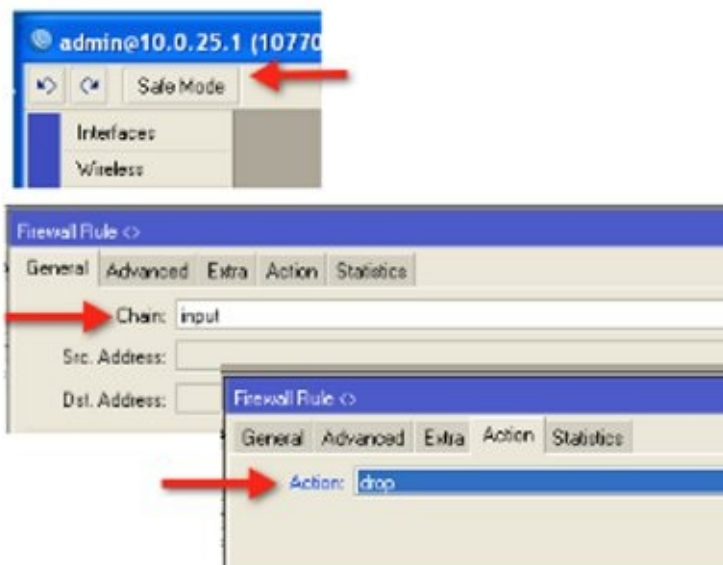 admin@10.0.25.1 (10770
Safe Mode
Interfaces
Wireless
Firewall Rule <>
General Advanced Extra Action Statistics
Chain: input
Src. Address:
Dst. Address:
Firewall Rule <>
General Advanced Extra Action Statistics
Action: drop